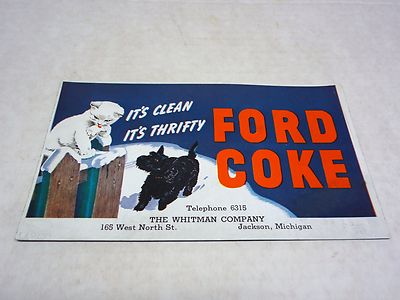 IT'S CLEAN
IT'S THRIFTY
FORD
COKE
Telephone 6315
THE WHITMAN COMPANY
165 West North St. Jackson, Michigan